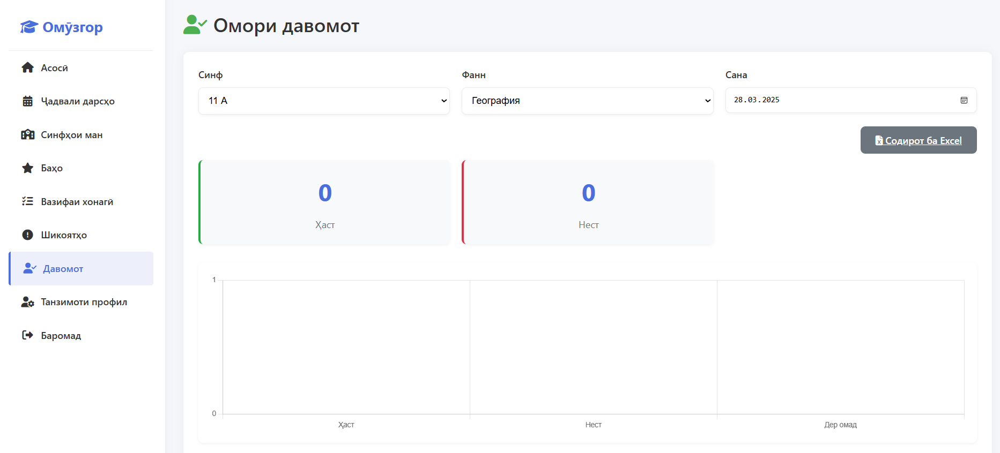 Омӯзгор
Асосӣ
Ҷадвали дарсҳо
Синфҳои ман
Баҳо
Вазифаи хонагӣ
Шикоятҳо
Давомот
Танзимоти профил
Баромад
Омори давомот
Синф
11 А
Фанн
География
Сана
28.03.2025
Содирот ба Excel
0
Ҳаст
0
Нест
1
0
Ҳаст
Нест
Дер омад